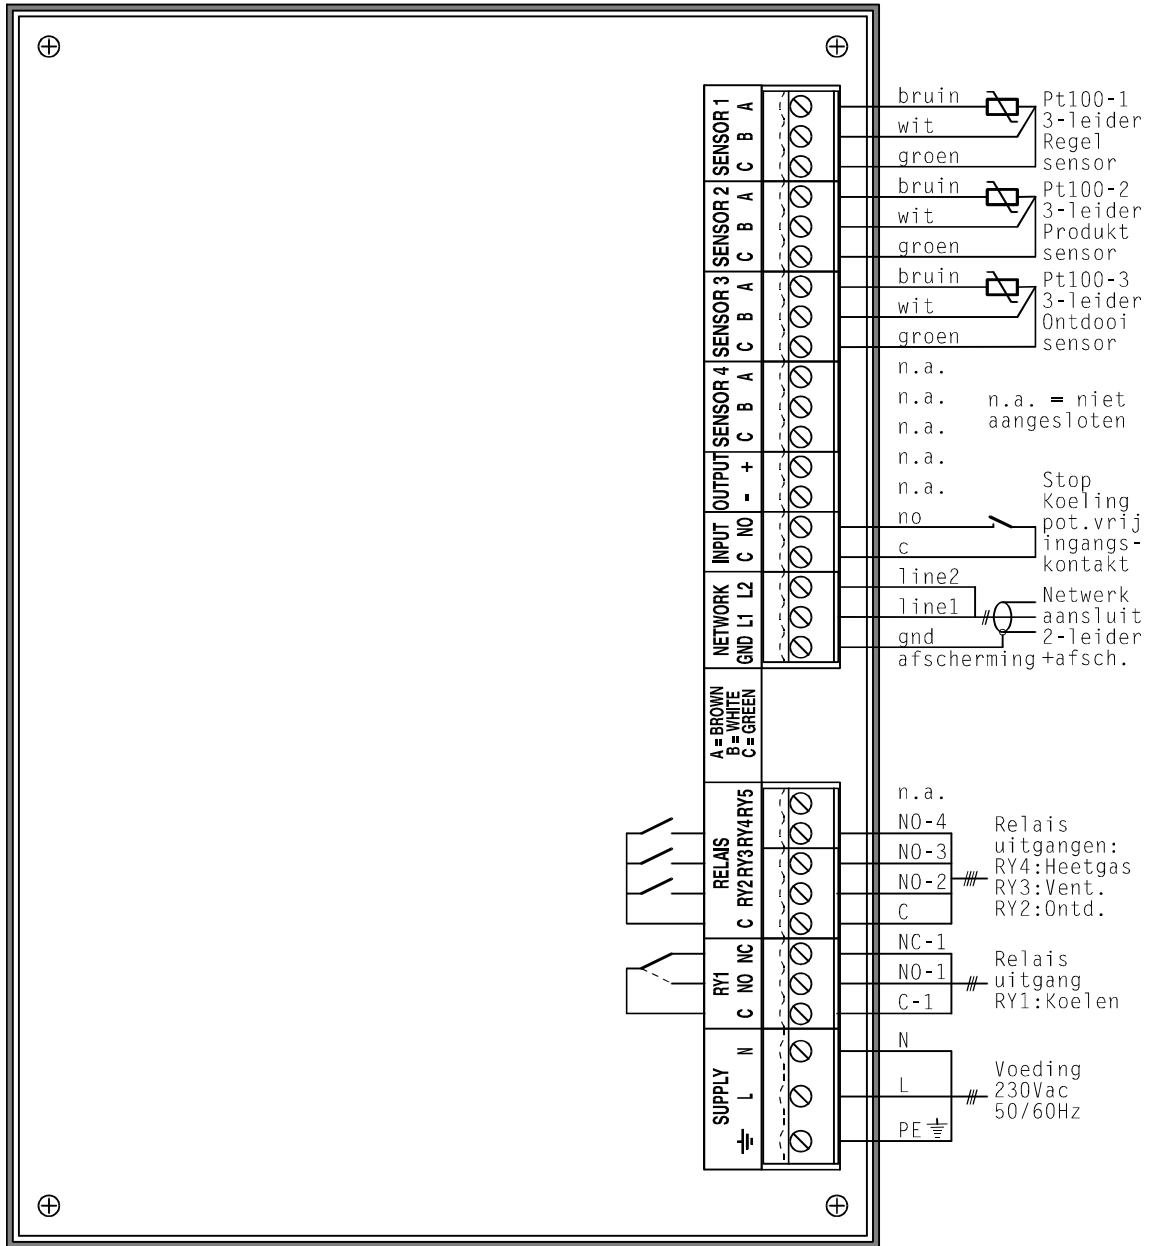 SENSOR 1 A B C
bruin
wit
groen
Pt100-1
3-leider
Regel
sensor
SENSOR 2 A B C
bruin
wit
groen
Pt100-2
3-leider
Produkt
sensor
SENSOR 3 A B C
bruin
wit
groen
Pt100-3
3-leider
Ontdooi
sensor
SENSOR 4 A B C
n.a.
n.a.
n.a.
n.a. = niet
aangesloten
OUTPUT + -
n.a.
n.a.
INPUT NO C
no
c
Stop
Koeling
pot.vrij
ingangs-
kontakt
NETWORK
GND L1 L2
line2
line1
gnd
afscherming
Netwerk
aansluit
2-leider
+afsch.
A = BROWN
B = WHITE
C = GREEN
RELAIS
C RY2 RY3 RY4 RY5
n.a.
NO-4
NO-3
NO-2
C
Relais
uitgangen:
RY4:Heetgas
RY3:Vent.
RY2:Ontd.
RY1
C NO NC
NC-1
NO-1
C-1
Relais
uitgang
RY1:Koelen
SUPPLY
L N
N
L
PE
Voeding
230Vac
50/60Hz